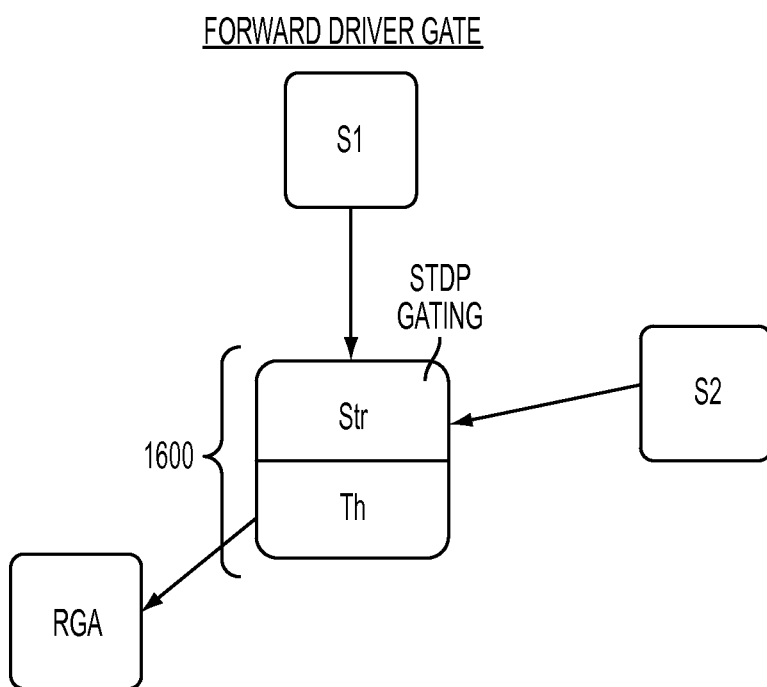 FORWARD DRIVER GATE
S1
STDP
GATING
S2
Str
1600
Th
RGA